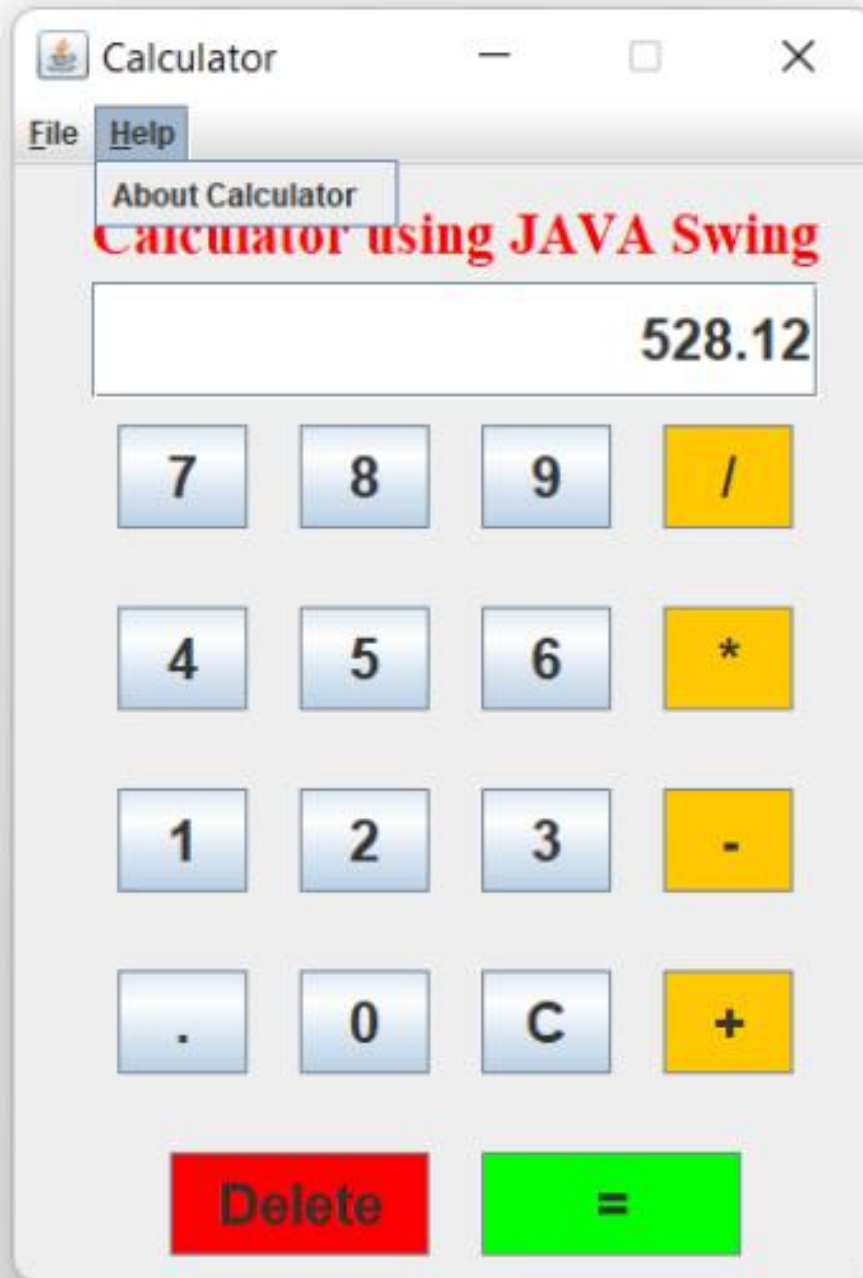 Calculator
File Help
About Calculator
Calculator using JAVA Swing
528.12
7 8 9 /
4 5 6 *
1 2 3 -
. 0 C +
Delete =